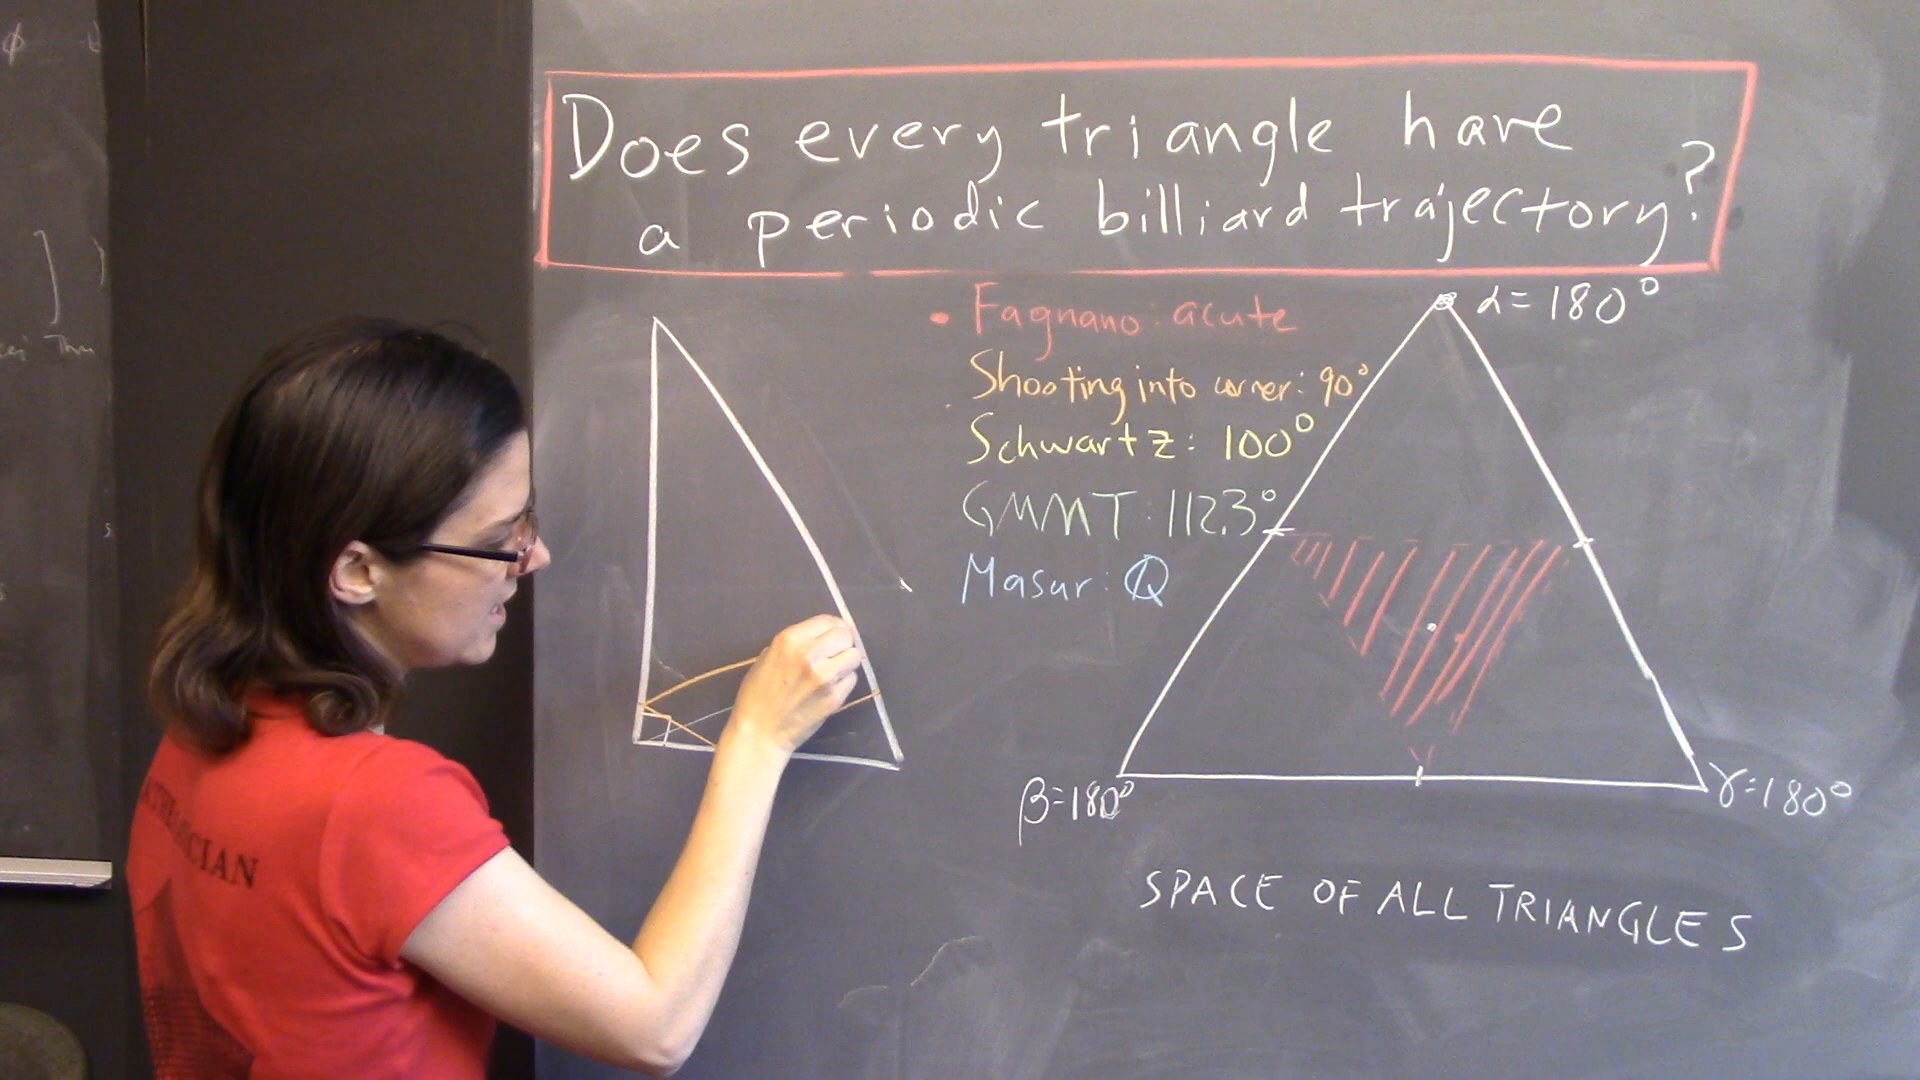 Does every triangle have
a periodic billiard trajectory?
• Fagnano: acute
Shooting into corner: 90°
Schwartz: 100°
GMMT: 112.3°
Masur: ℚ
α=180°
β=180°
γ=180°
SPACE OF ALL TRIANGLES